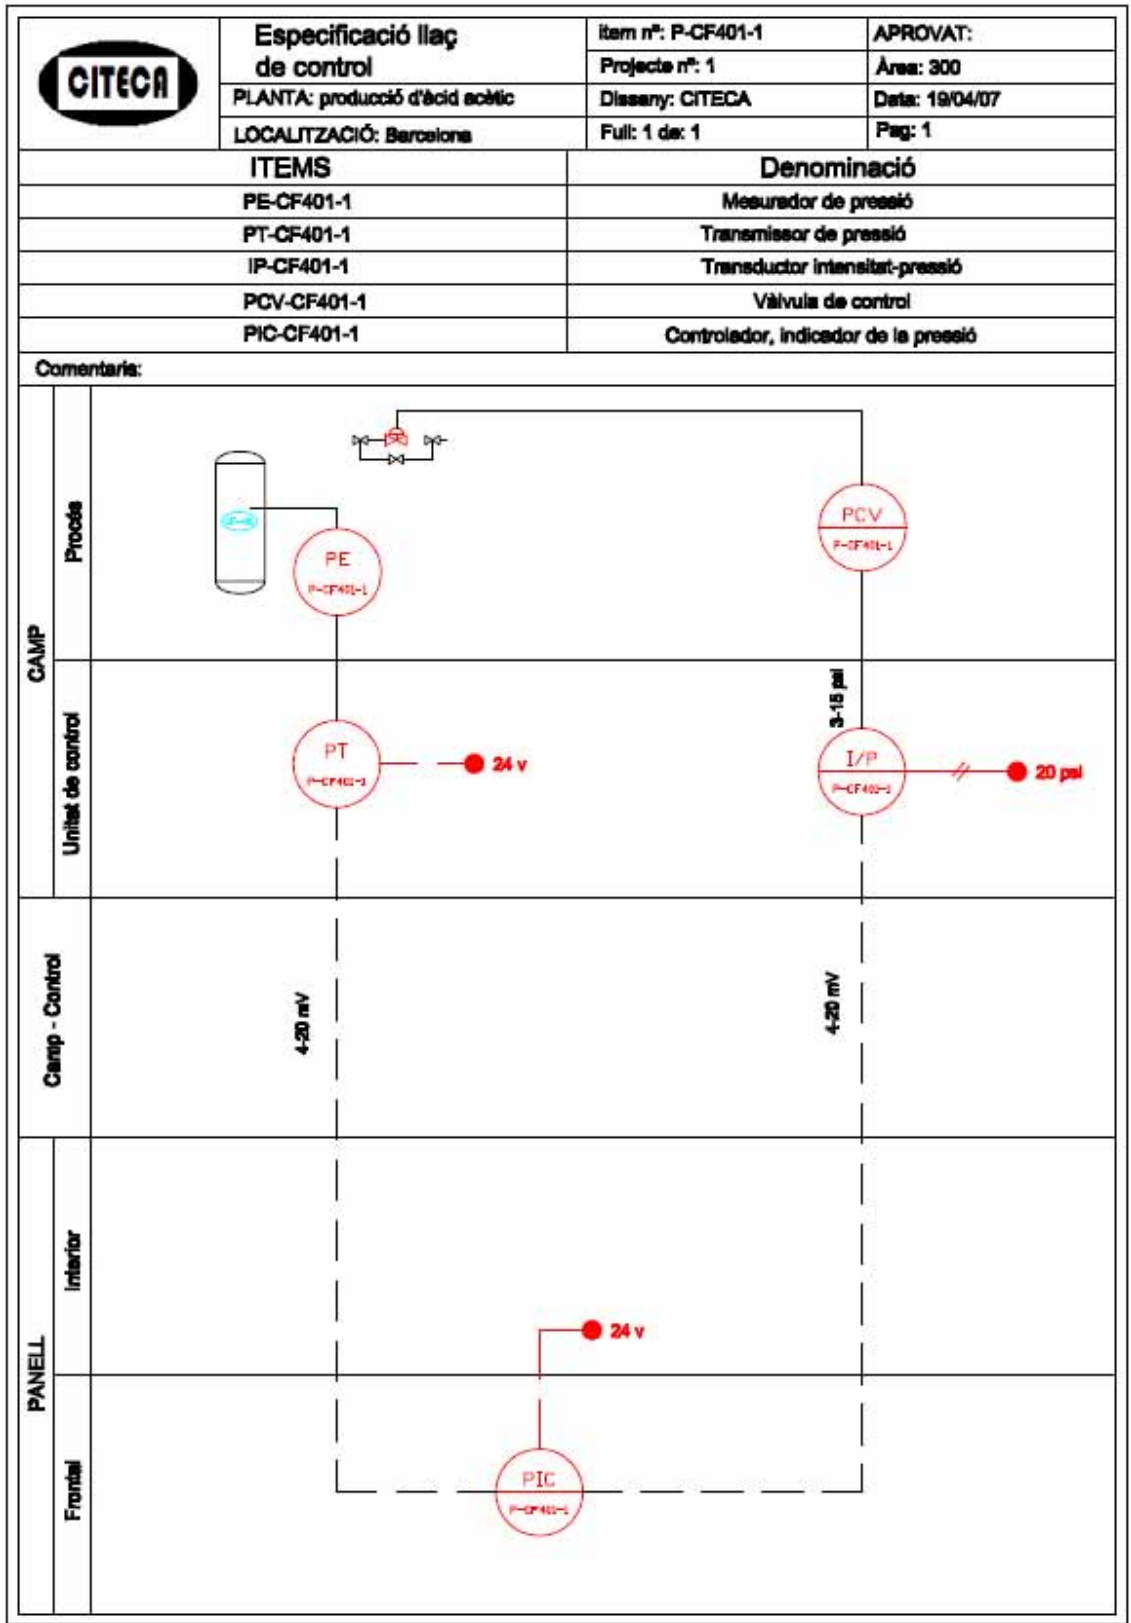 CITECA
Especificació llaç
de control
PLANTA: producció d'àcid acètic
LOCALITZACIÓ: Barcelona
item nº: P-CF401-1
Projecte nº: 1
Disseny: CITECA
Full: 1 de: 1
APROVAT:
Àrea: 300
Data: 19/04/07
Pag: 1
ITEMS
Denominació
PE-CF401-1
Mesurador de pressió
PT-CF401-1
Transmissor de pressió
IP-CF401-1
Transductor intensitat-pressió
PCV-CF401-1
Vàlvula de control
PIC-CF401-1
Controlador, indicador de la pressió
Comentaris:
CAMP
Procés
PE
P-CF401-1
PCV
P-CF401-1
Unitat de control
PT
P-CF401-1
24 v
3-15 psi
I/P
P-CF401-1
20 psi
Camp - Control
4-20 mV
4-20 mV
PANELL
Interior
24 v
Frontal
PIC
P-CF401-1